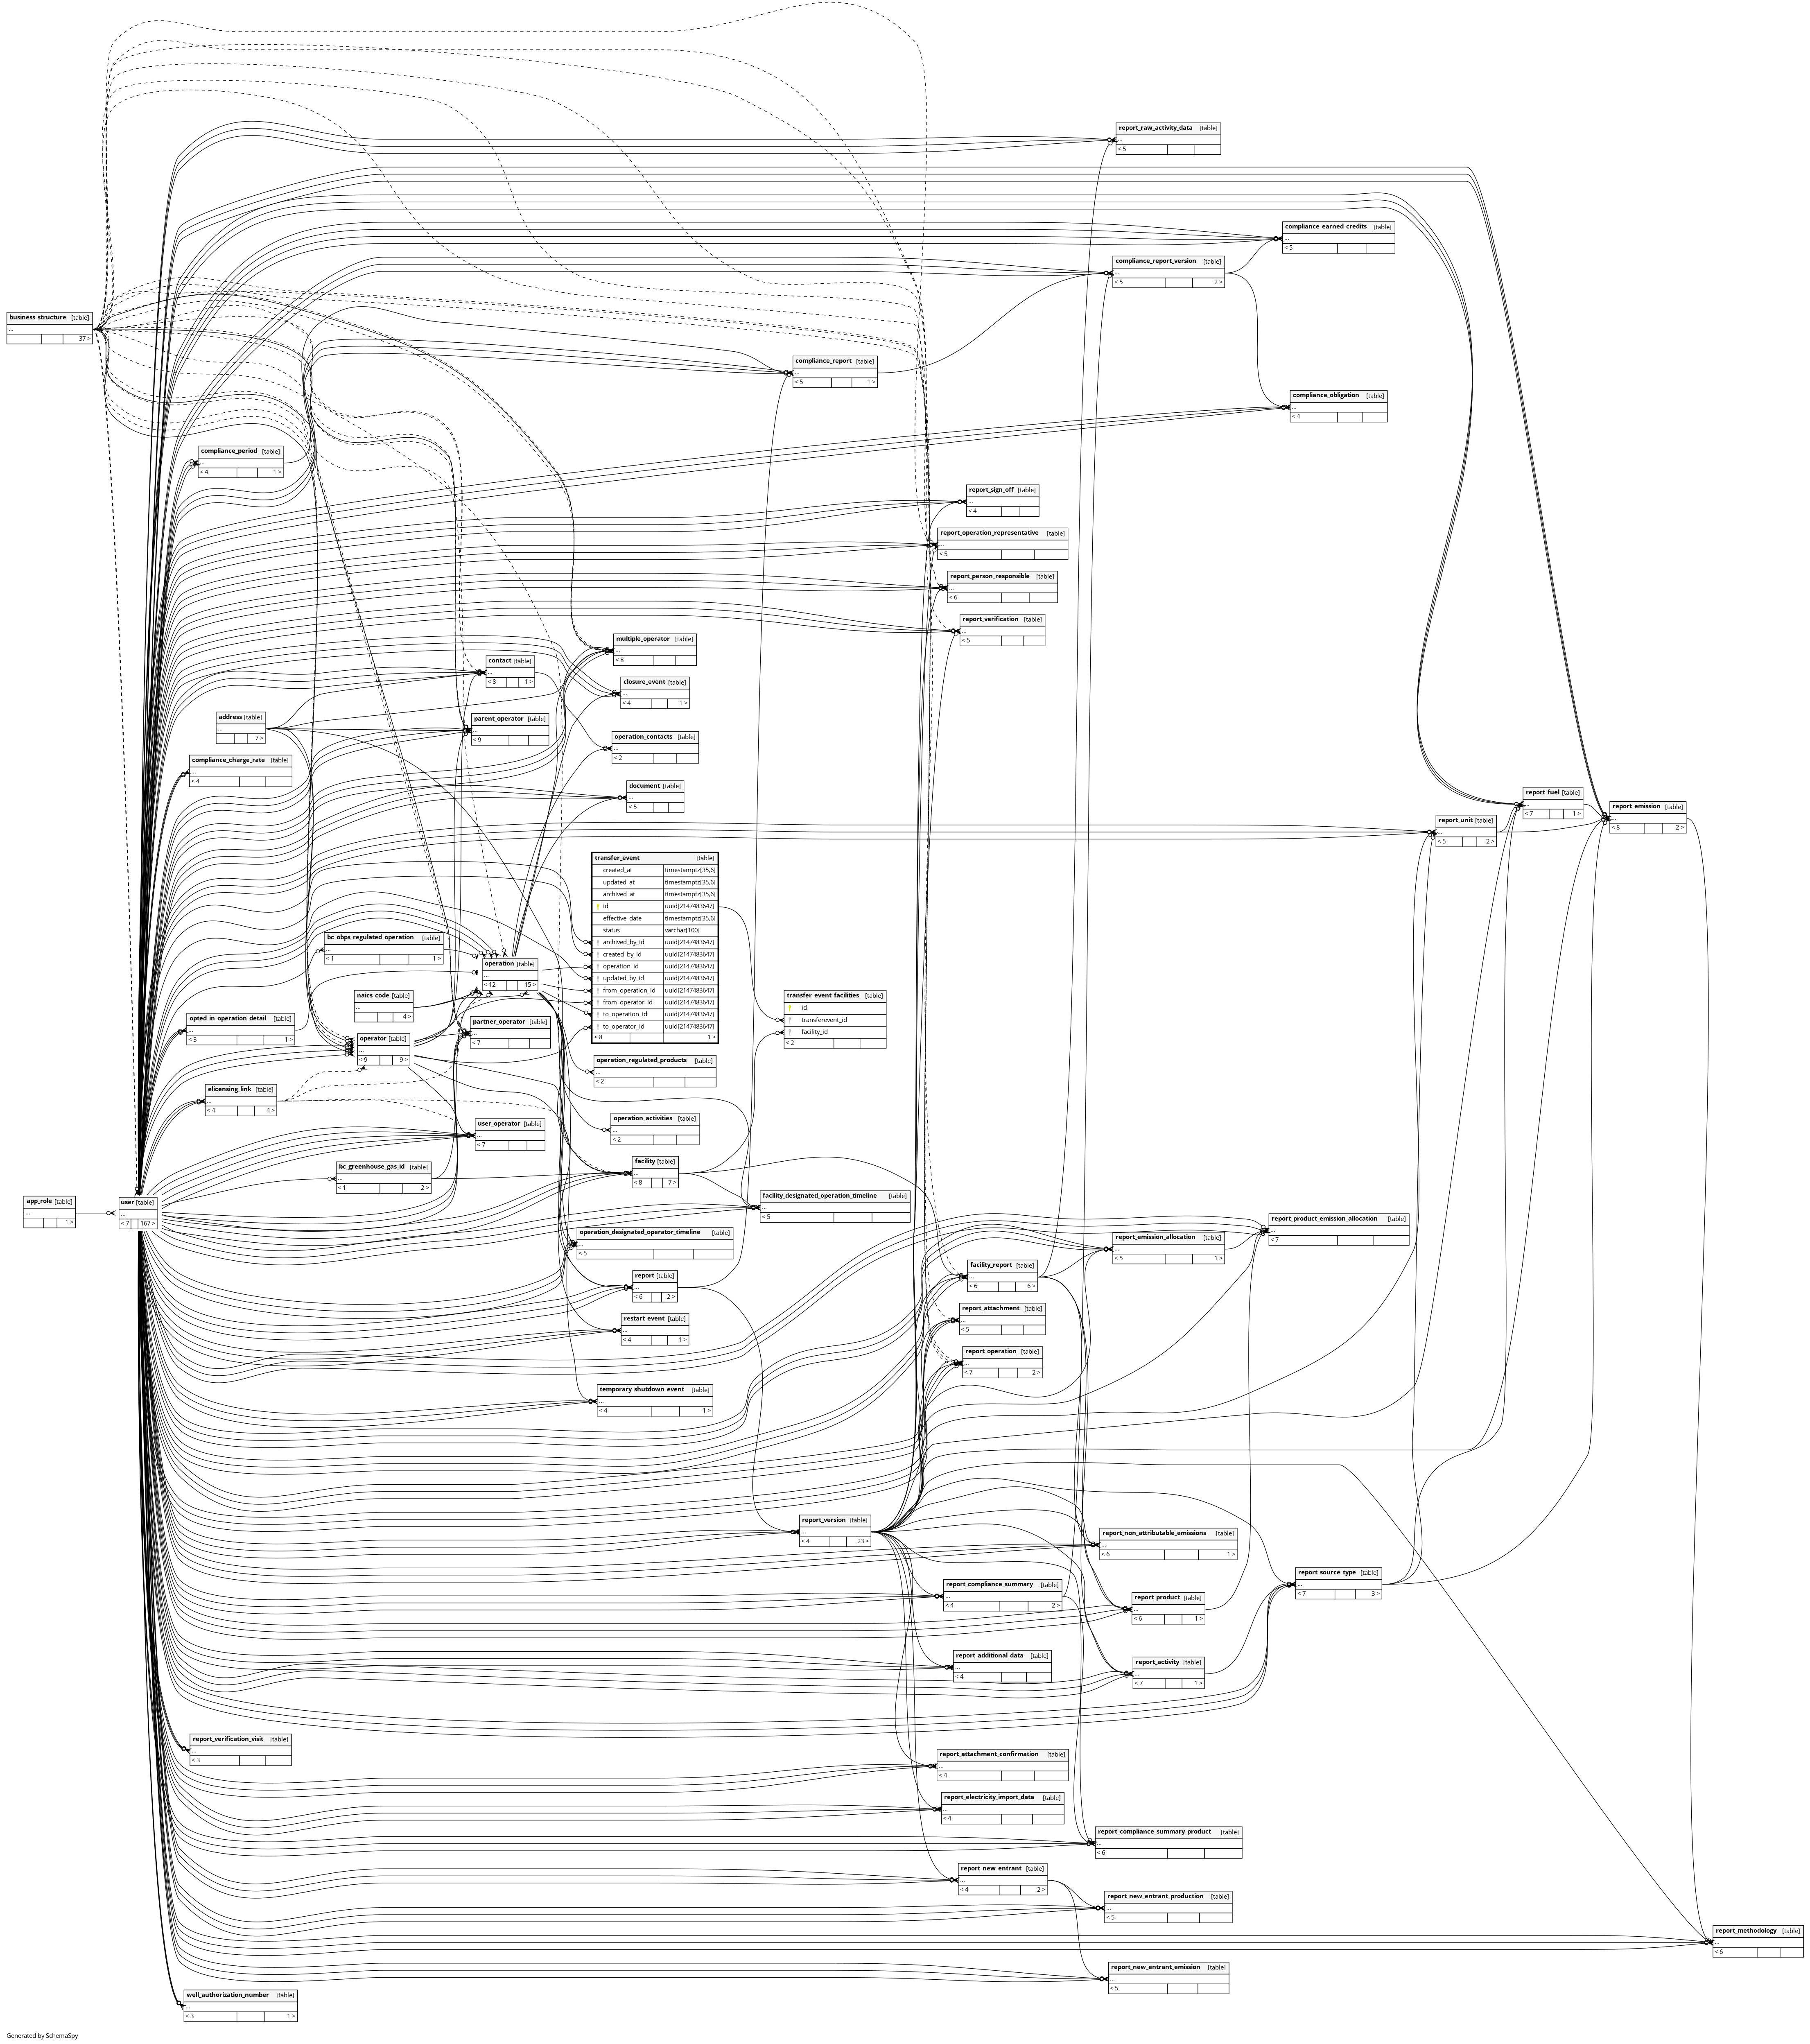 report_raw_activity_data [table]
...
< 5
compliance_earned_credits [table]
...
< 5
compliance_report_version [table]
...
< 5 2 >
business_structure [table]
...
37 >
compliance_report [table]
...
< 5 1 >
compliance_obligation [table]
...
< 4
compliance_period [table]
...
< 4 1 >
report_sign_off [table]
...
< 4
report_operation_representative [table]
...
< 5
report_person_responsible [table]
...
< 6
report_verification [table]
...
< 5
multiple_operator [table]
...
< 8
contact [table]
...
< 8 1 >
closure_event [table]
...
< 4 1 >
address [table]
...
7 >
parent_operator [table]
...
< 9
operation_contacts [table]
...
< 2
compliance_charge_rate [table]
...
< 4
document [table]
...
< 5
report_fuel [table]
...
< 7 1 >
report_emission [table]
...
< 8 2 >
report_unit [table]
...
< 5 2 >
transfer_event [table]
created_at timestamptz[35,6]
updated_at timestamptz[35,6]
archived_at timestamptz[35,6]
id uuid[2147483647]
effective_date timestamptz[35,6]
status varchar[100]
archived_by_id uuid[2147483647]
created_by_id uuid[2147483647]
operation_id uuid[2147483647]
updated_by_id uuid[2147483647]
from_operation_id uuid[2147483647]
from_operator_id uuid[2147483647]
to_operation_id uuid[2147483647]
to_operator_id uuid[2147483647]
< 8 1 >
bc_obps_regulated_operation [table]
...
< 1 1 >
operation [table]
...
< 12 15 >
naics_code [table]
...
4 >
transfer_event_facilities [table]
id
transferevent_id
facility_id
< 2
opted_in_operation_detail [table]
...
< 3 1 >
partner_operator [table]
...
< 7
operator [table]
...
< 9 9 >
operation_regulated_products [table]
...
< 2
elicensing_link [table]
...
< 4 4 >
user_operator [table]
...
< 7
operation_activities [table]
...
< 2
bc_greenhouse_gas_id [table]
...
< 1 2 >
facility [table]
...
< 8 7 >
app_role [table]
...
1 >
user [table]
...
< 7 167 >
facility_designated_operation_timeline [table]
...
< 5
operation_designated_operator_timeline [table]
...
< 5
report_product_emission_allocation [table]
...
< 7
report_emission_allocation [table]
...
< 5 1 >
facility_report [table]
...
< 6 6 >
report [table]
...
< 6 2 >
report_attachment [table]
...
< 5
restart_event [table]
...
< 4 1 >
report_operation [table]
...
< 7 2 >
temporary_shutdown_event [table]
...
< 4 1 >
report_version [table]
...
< 4 23 >
report_non_attributable_emissions [table]
...
< 6 1 >
report_source_type [table]
...
< 7 3 >
report_compliance_summary [table]
...
< 4 2 >
report_product [table]
...
< 6 1 >
report_additional_data [table]
...
< 4
report_activity [table]
...
< 7 1 >
report_verification_visit [table]
...
< 3
report_attachment_confirmation [table]
...
< 4
report_electricity_import_data [table]
...
< 4
report_compliance_summary_product [table]
...
< 6
report_new_entrant [table]
...
< 4 2 >
report_new_entrant_production [table]
...
< 5
report_methodology [table]
...
< 6
report_new_entrant_emission [table]
...
< 5
well_authorization_number [table]
...
< 3 1 >
Generated by SchemaSpy